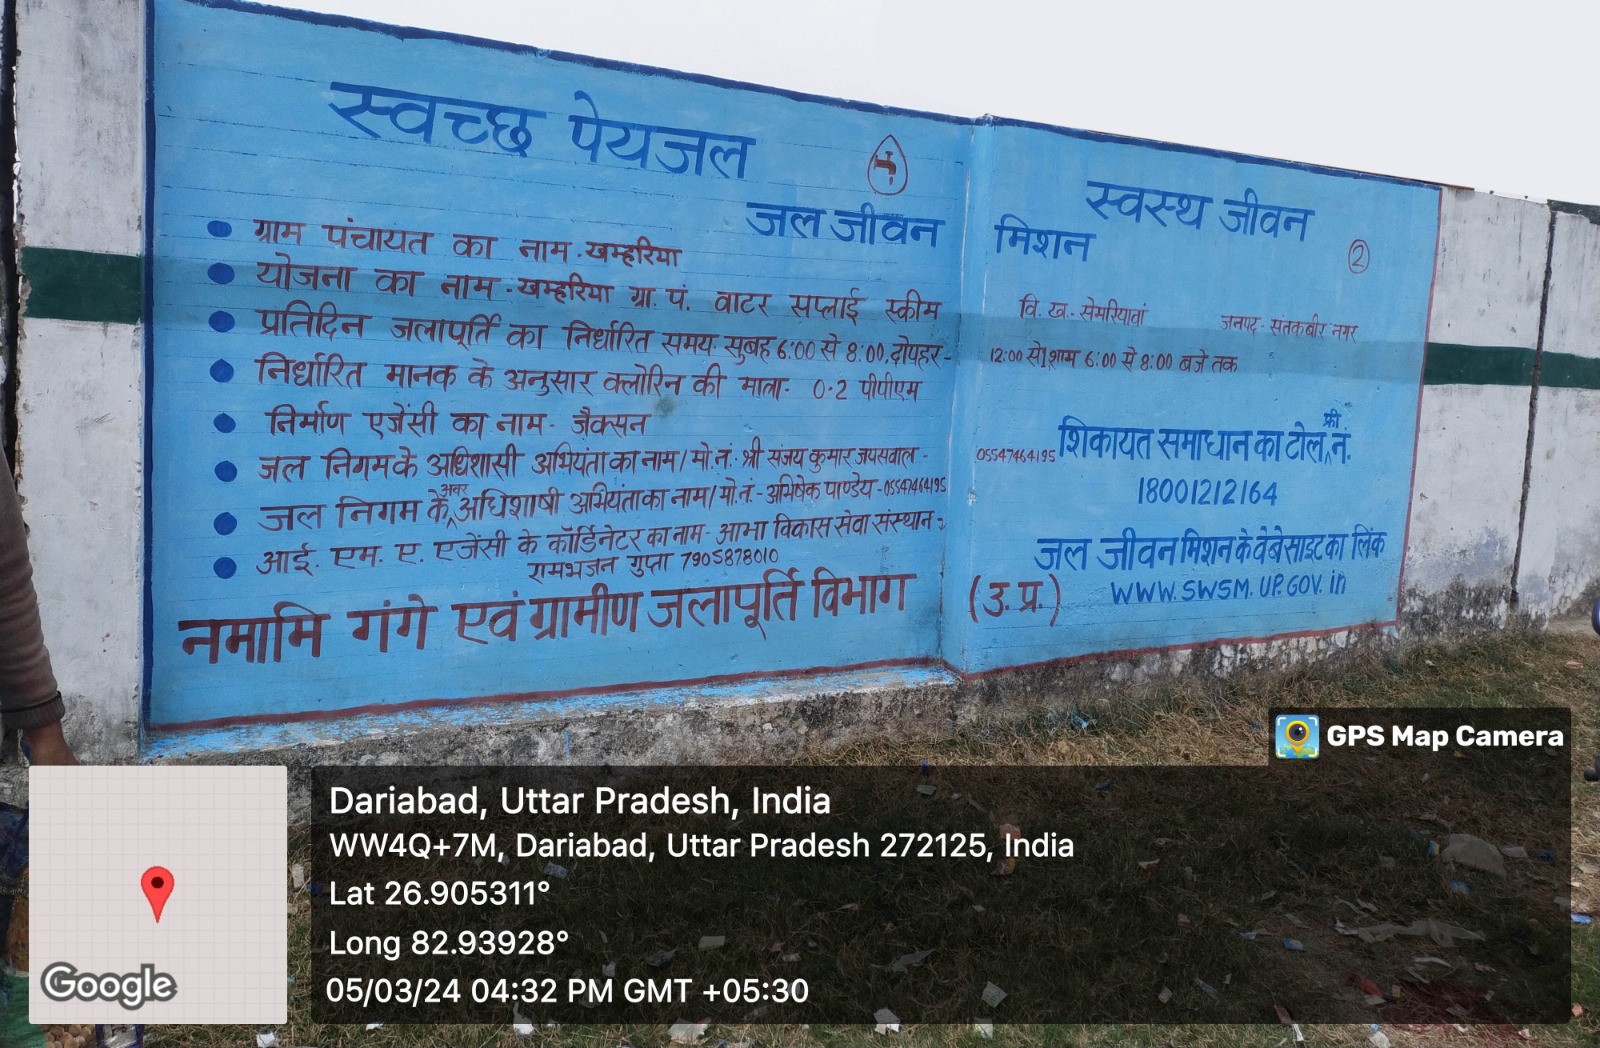 स्वच्छ पेयजल
स्वस्थ जीवन
जल जीवन मिशन
2
ग्राम पंचायत का नाम - खम्हरिया
योजना का नाम - खम्हरिया ग्रा. पं. वाटर सप्लाई स्कीम वि. ख. - सेमरियावां जनपद - संतकबीर नगर
प्रतिदिन जलापूर्ति का निर्धारित समय सुबह 6:00 से 8:00, दोपहर - 12:00 से 1 शाम 6:00 से 8:00 बजे तक
निर्धारित मानक के अनुसार क्लोरिन की मात्रा - 0.2 पीपीएम
निर्माण एजेंसी का नाम - जैक्सन
जल निगम के अधिशासी अभियंता का नाम / मो.नं. श्री संजय कुमार जयसवाल - 05547464195
जल निगम के अवर अधिशाषी अभियंता का नाम / मो.नं. - अभिषेक पाण्डेय - 05547464195
आई. एम. ए. एजेंसी के कॉर्डिनेटर का नाम - आभा विकास सेवा संस्थान
रामभजन गुप्ता 7905878010
शिकायत समाधान का टोल फ्री नं.
18001212164
जल जीवन मिशन के वेबेसाइट का लिंक
WWW.SWSM.UP.GOV.in
नमामि गंगे एवं ग्रामीण जलापूर्ति विभाग (उ.प्र.)
GPS Map Camera
Dariabad, Uttar Pradesh, India
WW4Q+7M, Dariabad, Uttar Pradesh 272125, India
Lat 26.905311°
Long 82.93928°
05/03/24 04:32 PM GMT +05:30
Google